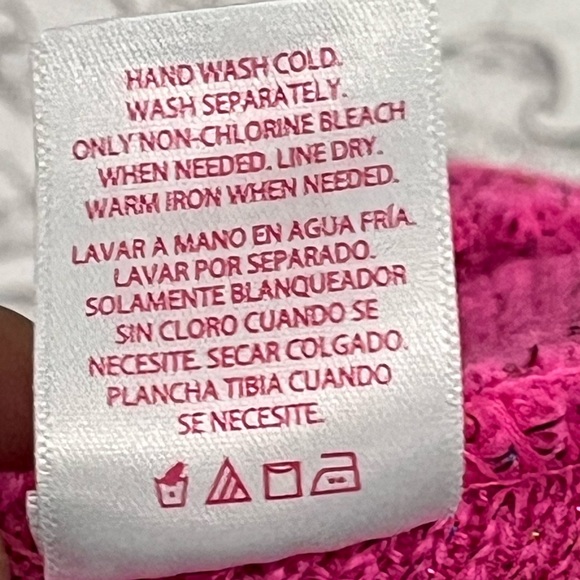 HAND WASH COLD.
WASH SEPARATELY.
ONLY NON-CHLORINE BLEACH
WHEN NEEDED. LINE DRY.
WARM IRON WHEN NEEDED.
LAVAR A MANO EN AGUA FRÍA.
LAVAR POR SEPARADO.
SOLAMENTE BLANQUEADOR
SIN CLORO CUANDO SE
NECESITE. SECAR COLGADO.
PLANCHA TIBIA CUANDO
SE NECESITE.